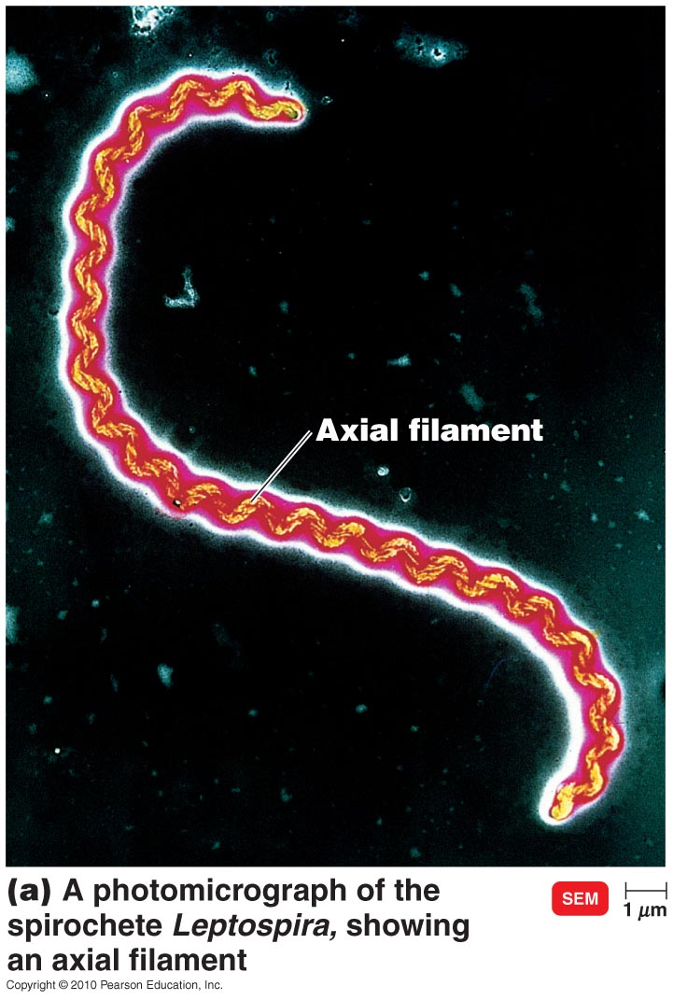 Axial filament
(a) A photomicrograph of the
spirochete Leptospira, showing
an axial filament
SEM
1 μm
Copyright © 2010 Pearson Education, Inc.